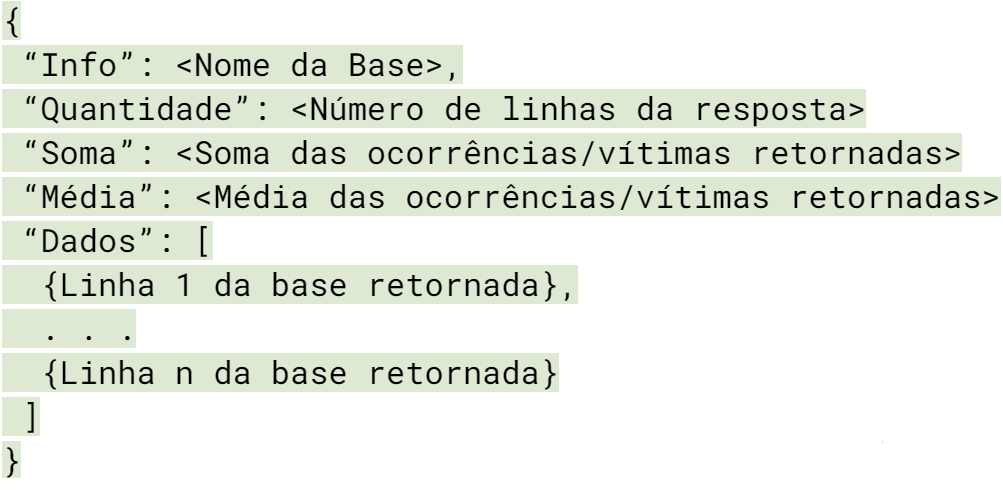 {
“Info”: <Nome da Base>,
“Quantidade”: <Número de linhas da resposta>
“Soma”: <Soma das ocorrências/vítimas retornadas>
“Média”: <Média das ocorrências/vítimas retornadas>
“Dados”: [
{Linha 1 da base retornada},
. . .
{Linha n da base retornada}
]
}